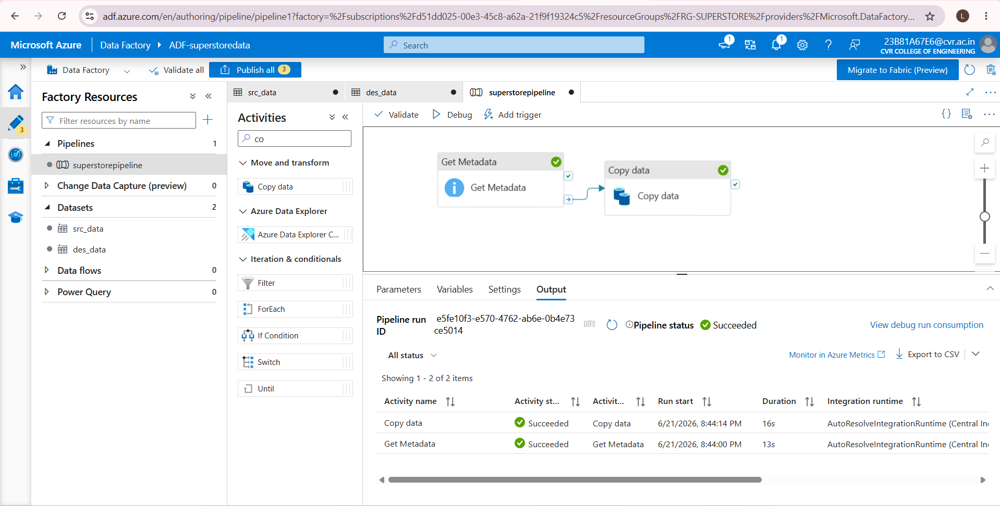 adf.azure.com/en/authoring/pipeline/pipeline1?factory=%2Fsubscriptions%2Fd51dd025-00e3-45c8-a62a-21f9f19324c5%2FresourceGroups%2FRG-SUPERSTORE%2Fproviders%2FMicrosoft.DataFactory...
L
Microsoft Azure
Data Factory
ADF-superstoredata
Search
1
1
23B81A67E6@cvr.ac.in
CVR COLLEGE OF ENGINEERING
Data Factory
Validate all
Publish all 3
Migrate to Fabric (Preview)
3
Factory Resources
Filter resources by name
Pipelines 1
superstorepipeline
Change Data Capture (preview) 0
Datasets 2
src_data
des_data
Data flows 0
Power Query 0
src_data
des_data
superstorepipeline
Activities
co
Move and transform
Copy data
Azure Data Explorer
Azure Data Explorer C...
Iteration & conditionals
Filter
ForEach
If Condition
Switch
Until
Validate
Debug
Add trigger
Get Metadata
Get Metadata
Copy data
Copy data
Parameters
Variables
Settings
Output
Pipeline run ID
e5fe10f3-e570-4762-ab6e-0b4e73
ce5014
Pipeline status
Succeeded
View debug run consumption
All status
Monitor in Azure Metrics
Export to CSV
Showing 1 - 2 of 2 items
Activity name Activity st... Activit... Run start Duration Integration runtime
Copy data Succeeded Copy data 6/21/2026, 8:44:14 PM 16s AutoResolveIntegrationRuntime (Central In
Get Metadata Succeeded Get Metadata 6/21/2026, 8:44:00 PM 13s AutoResolveIntegrationRuntime (Central In